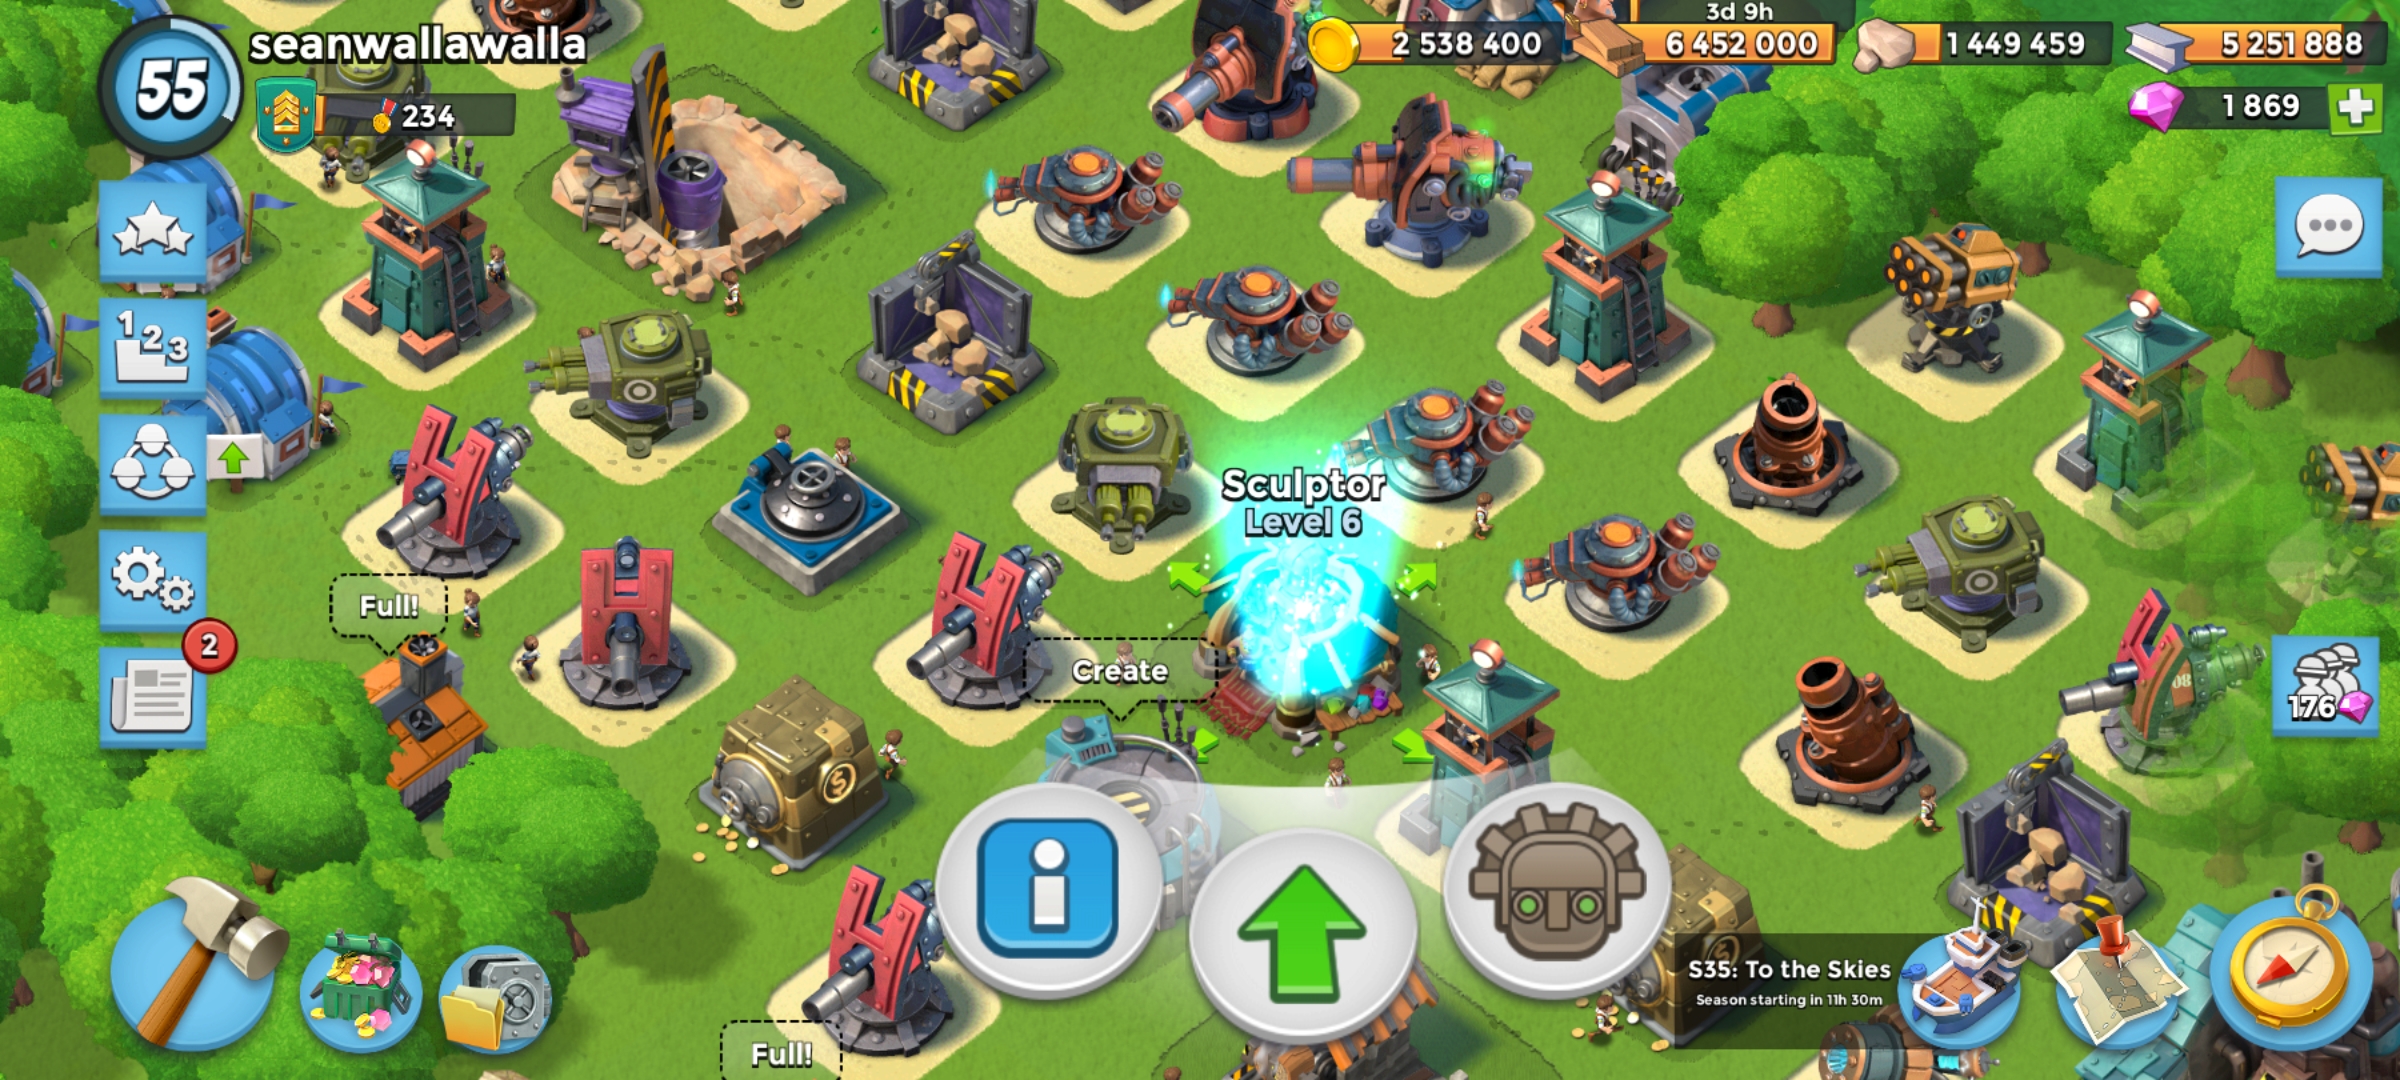 55
seanwallawalla
234
3d 9h
2 538 400
6 452 000
1 449 459
5 251 888
1 869
1 2 3
Sculptor
Level 6
Full!
2
Create
176
08
S35: To the Skies
Season starting in 11h 30m
Full!